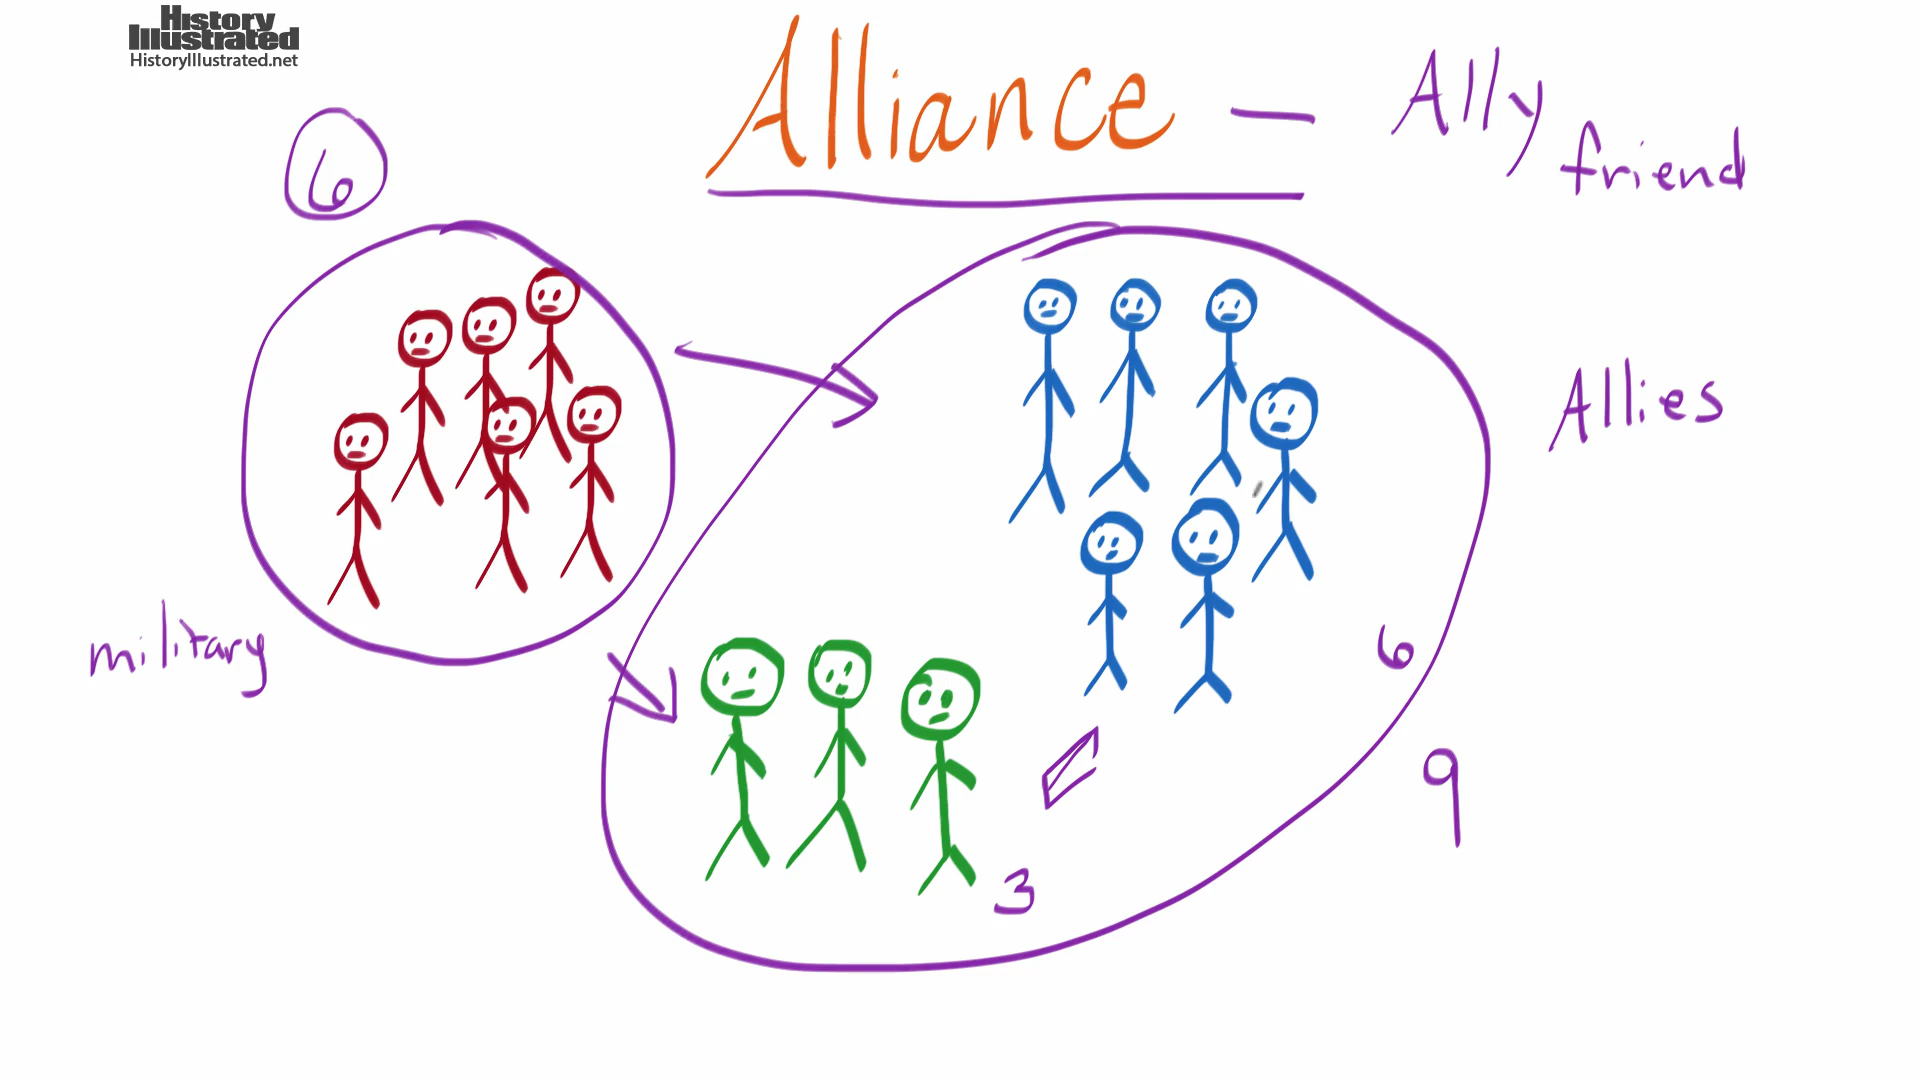 History
Illustrated
HistoryIllustrated.net
Alliance — Ally
friend
6
Allies
military
6
9
3